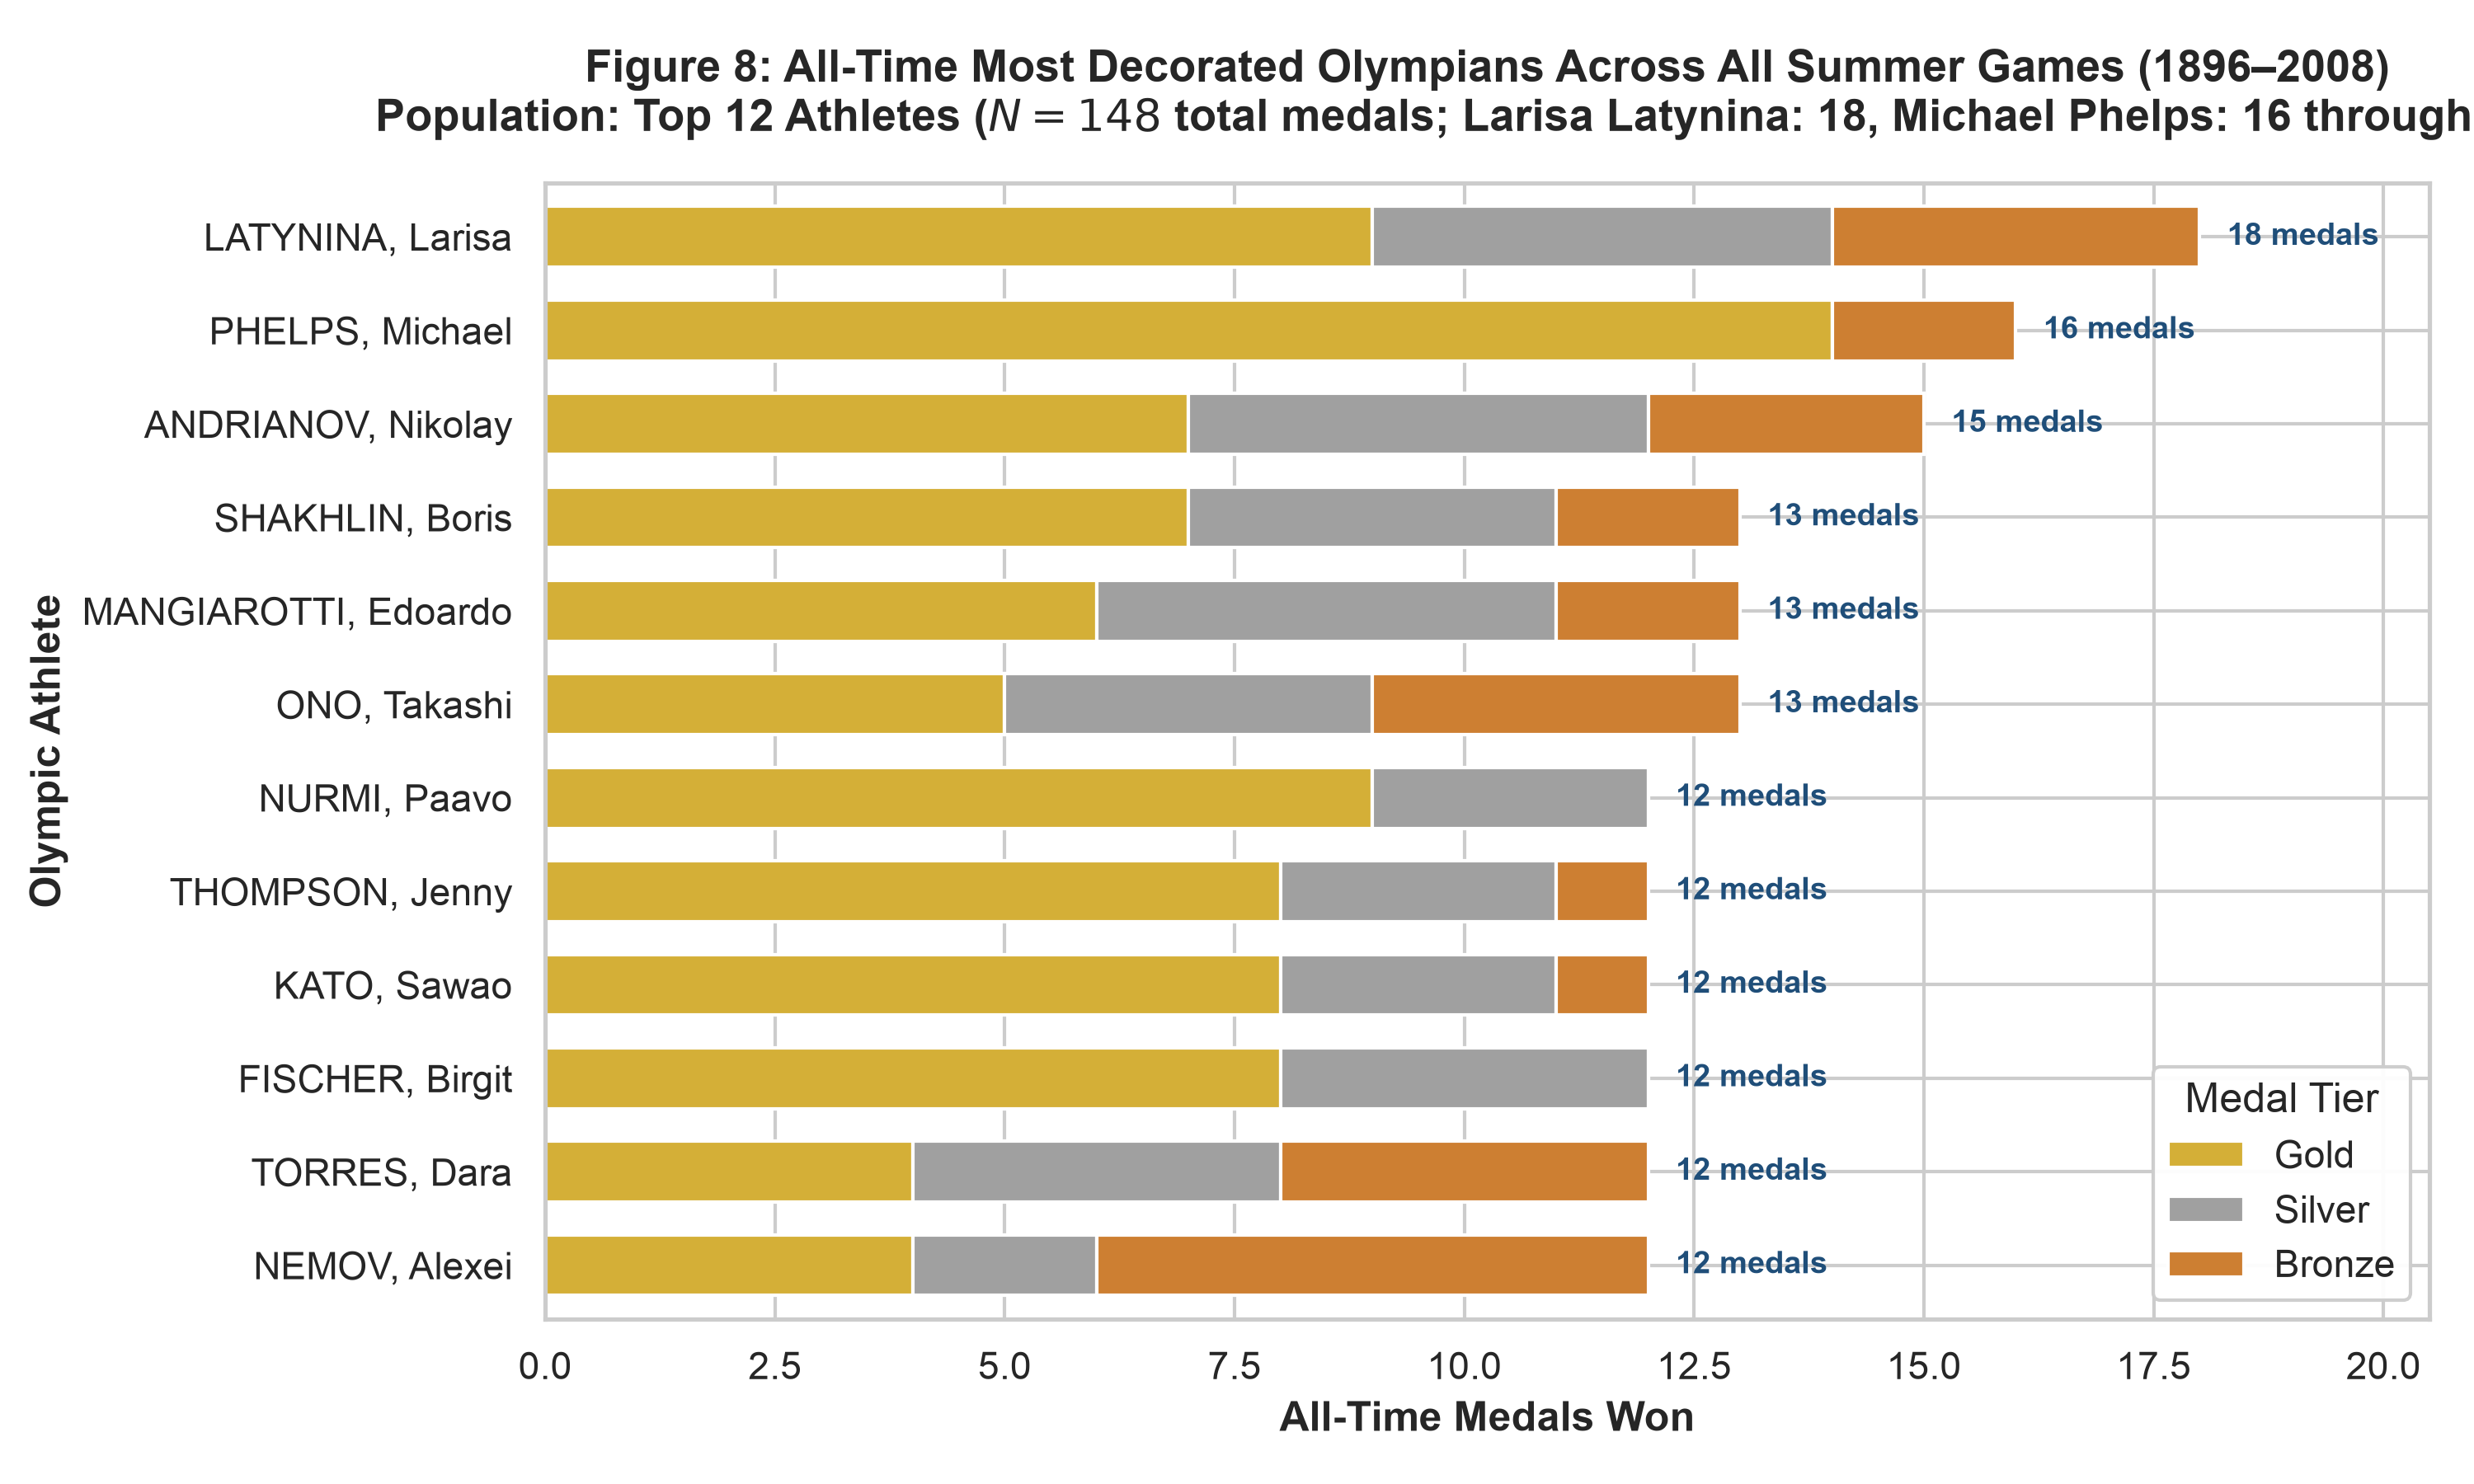 Figure 8: All-Time Most Decorated Olympians Across All Summer Games (1896–2008)
Population: Top 12 Athletes (N = 148 total medals; Larisa Latynina: 18, Michael Phelps: 16 through
LATYNINA, Larisa
18 medals
PHELPS, Michael
16 medals
ANDRIANOV, Nikolay
15 medals
SHAKHLIN, Boris
13 medals
MANGIAROTTI, Edoardo
13 medals
ONO, Takashi
13 medals
NURMI, Paavo
12 medals
THOMPSON, Jenny
12 medals
KATO, Sawao
12 medals
FISCHER, Birgit
12 medals
TORRES, Dara
12 medals
NEMOV, Alexei
12 medals
Olympic Athlete
Medal Tier
Gold
Silver
Bronze
0.0 2.5 5.0 7.5 10.0 12.5 15.0 17.5 20.0
All-Time Medals Won